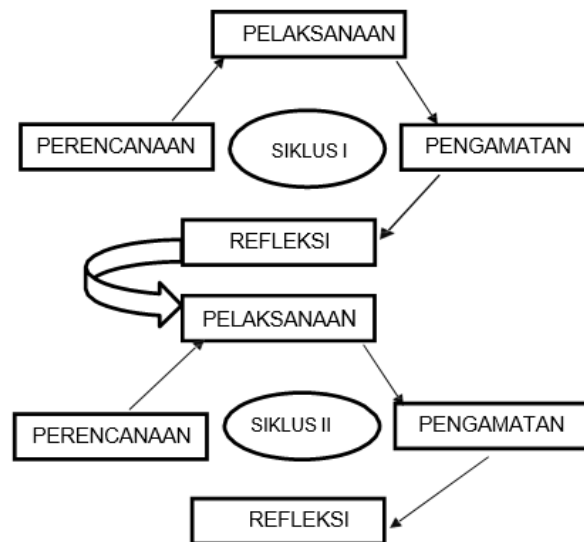 PELAKSANAAN
PERENCANAAN
SIKLUS I
PENGAMATAN
REFLEKSI
PELAKSANAAN
PERENCANAAN
SIKLUS II
PENGAMATAN
REFLEKSI